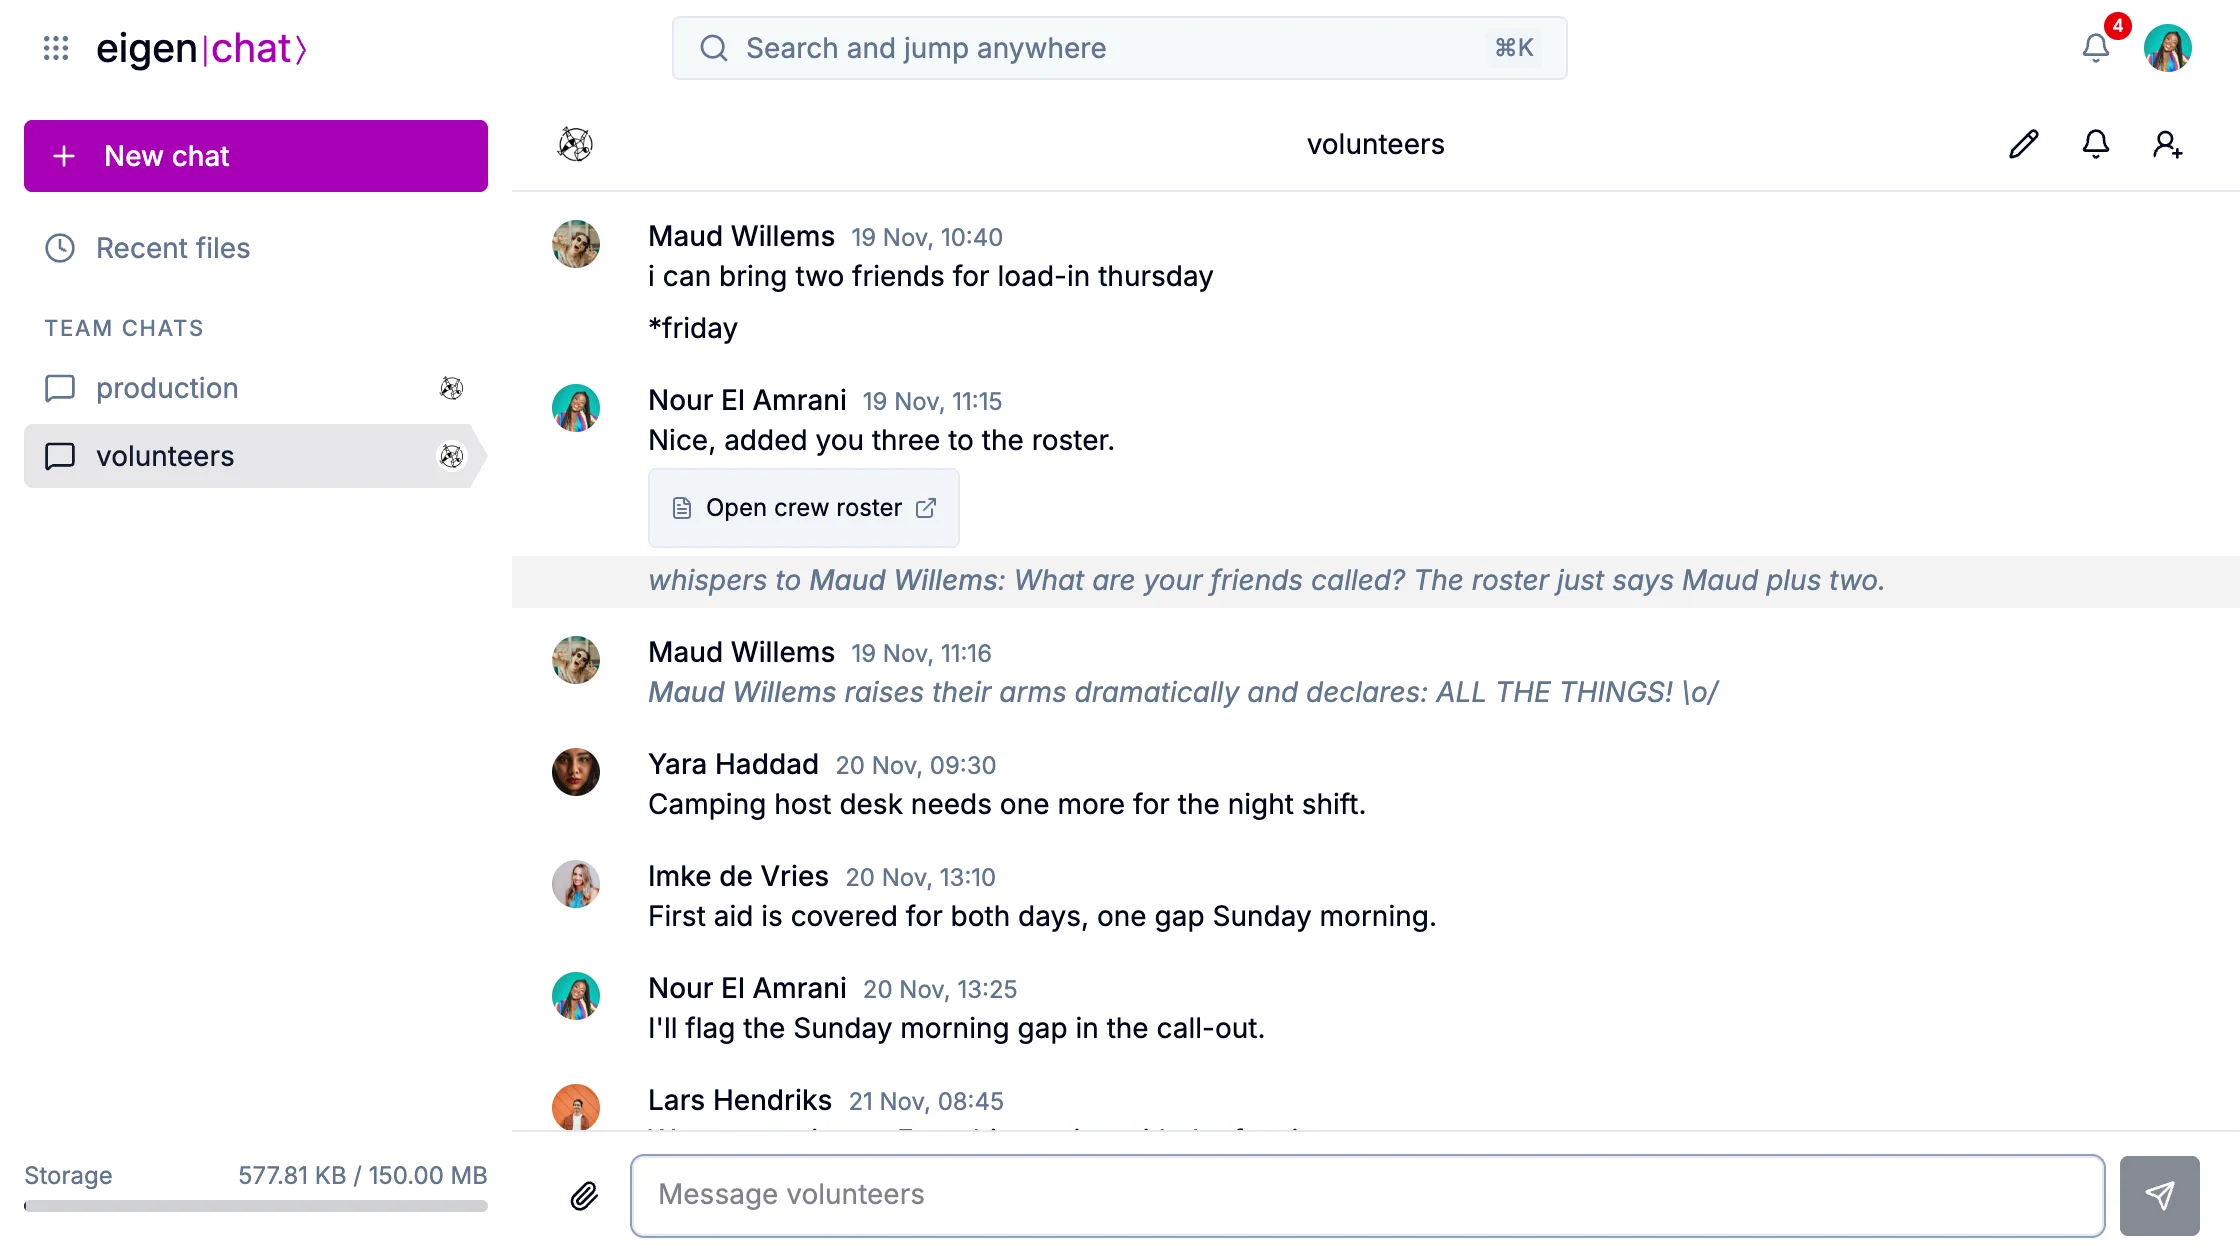 eigen|chat⟩
Search and jump anywhere
⌘K
4
New chat
Recent files
TEAM CHATS
production
volunteers
Storage
577.81 KB / 150.00 MB
volunteers
Maud Willems 19 Nov, 10:40
i can bring two friends for load-in thursday
*friday
Nour El Amrani 19 Nov, 11:15
Nice, added you three to the roster.
Open crew roster
whispers to Maud Willems: What are your friends called? The roster just says Maud plus two.
Maud Willems 19 Nov, 11:16
Maud Willems raises their arms dramatically and declares: ALL THE THINGS! \o/
Yara Haddad 20 Nov, 09:30
Camping host desk needs one more for the night shift.
Imke de Vries 20 Nov, 13:10
First aid is covered for both days, one gap Sunday morning.
Nour El Amrani 20 Nov, 13:25
I'll flag the Sunday morning gap in the call-out.
Lars Hendriks 21 Nov, 08:45
Message volunteers